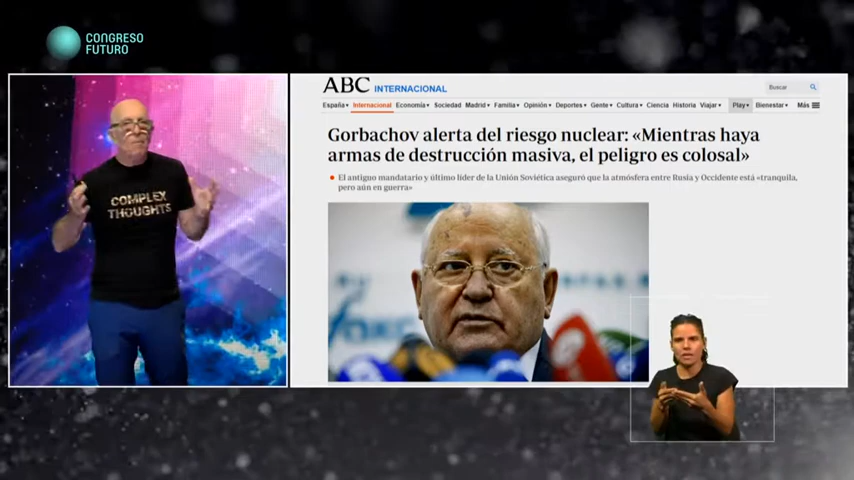 CONGRESO
FUTURO
ABC INTERNACIONAL
Buscar
España Internacional Economía Sociedad Madrid Familia Opinión Deportes Gente Cultura Ciencia Historia Viajar Play Bienestar Más
Gorbachov alerta del riesgo nuclear: «Mientras haya
armas de destrucción masiva, el peligro es colosal»
El antiguo mandatario y último líder de la Unión Soviética aseguró que la atmósfera entre Rusia y Occidente está «tranquila,
pero aún en guerra»
COMPLEX
THOUGHTS